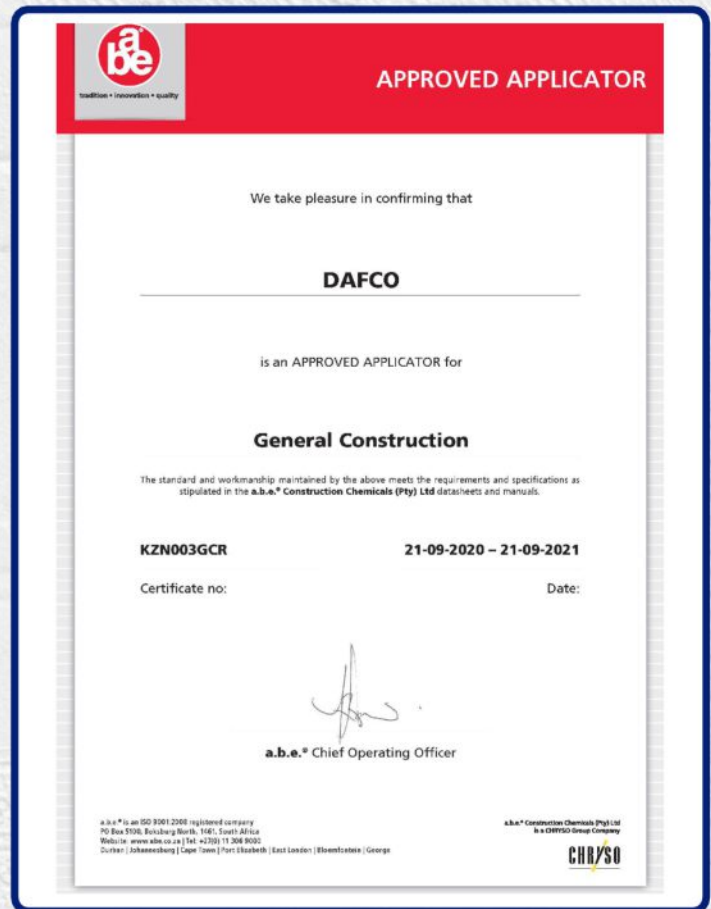 a
be
tradition • innovation • quality
APPROVED APPLICATOR
We take pleasure in confirming that
DAFCO
is an APPROVED APPLICATOR for
General Construction
The standard and workmanship maintained by the above meets the requirements and specifications as
stipulated in the a.b.e.® Construction Chemicals (Pty) Ltd datasheets and manuals.
KZN003GCR
21-09-2020 – 21-09-2021
Certificate no:
Date:
a.b.e.® Chief Operating Officer
a.b.e.® is an ISO 9001:2008 registered company
PO Box 5100, Boksburg North, 1461, South Africa
Website: www.abe.co.za | Tel: +27(0) 11 306 9000
Durban | Johannesburg | Cape Town | Port Elizabeth | East London | Bloemfontein | George
a.b.e.® Construction Chemicals (Pty) Ltd
is a CHRYSO Group Company
CHRYSO